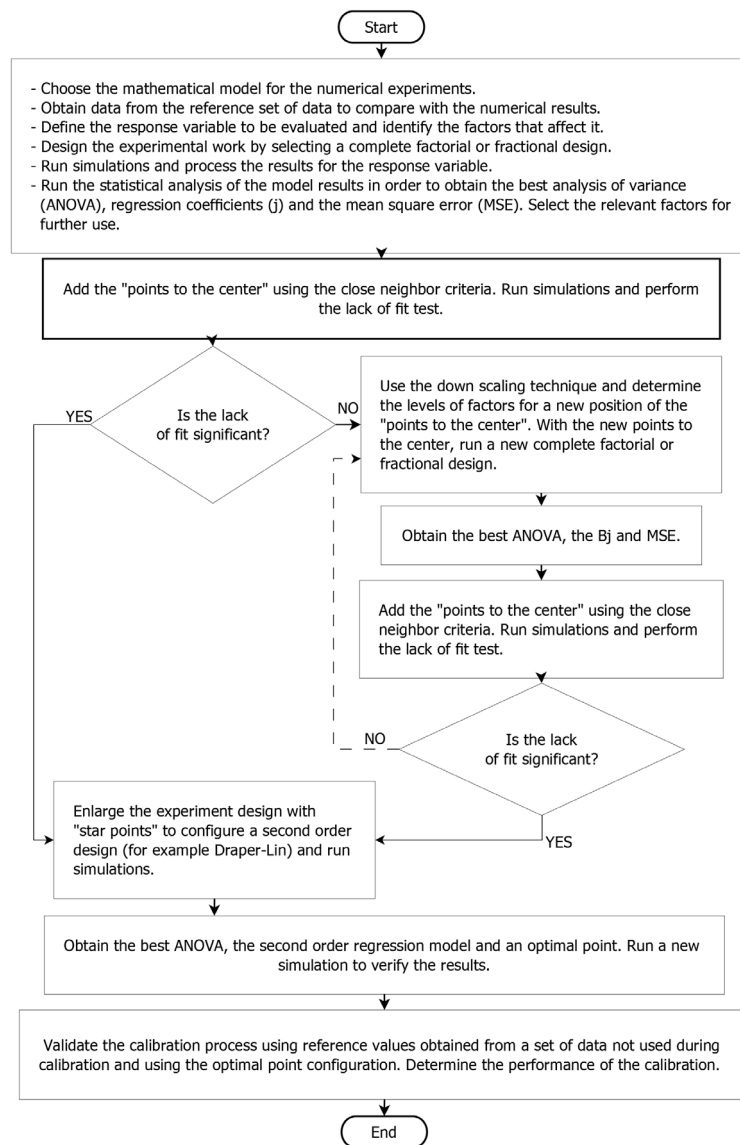 Start
- Choose the mathematical model for the numerical experiments.
- Obtain data from the reference set of data to compare with the numerical results.
- Define the response variable to be evaluated and identify the factors that affect it.
- Design the experimental work by selecting a complete factorial or fractional design.
- Run simulations and process the results for the response variable.
- Run the statistical analysis of the model results in order to obtain the best analysis of variance
(ANOVA), regression coefficients (j) and the mean square error (MSE). Select the relevant factors for
further use.
Add the "points to the center" using the close neighbor criteria. Run simulations and perform
the lack of fit test.
YES
Is the lack
of fit significant?
NO
Use the down scaling technique and determine
the levels of factors for a new position of the
"points to the center". With the new points to
the center, run a new complete factorial or
fractional design.
Obtain the best ANOVA, the Bj and MSE.
Add the "points to the center" using the close
neighbor criteria. Run simulations and perform
the lack of fit test.
NO
Is the lack
of fit significant?
YES
Enlarge the experiment design with
"star points" to configure a second order
design (for example Draper-Lin) and run
simulations.
Obtain the best ANOVA, the second order regression model and an optimal point. Run a new
simulation to verify the results.
Validate the calibration process using reference values obtained from a set of data not used during
calibration and using the optimal point configuration. Determine the performance of the calibration.
End